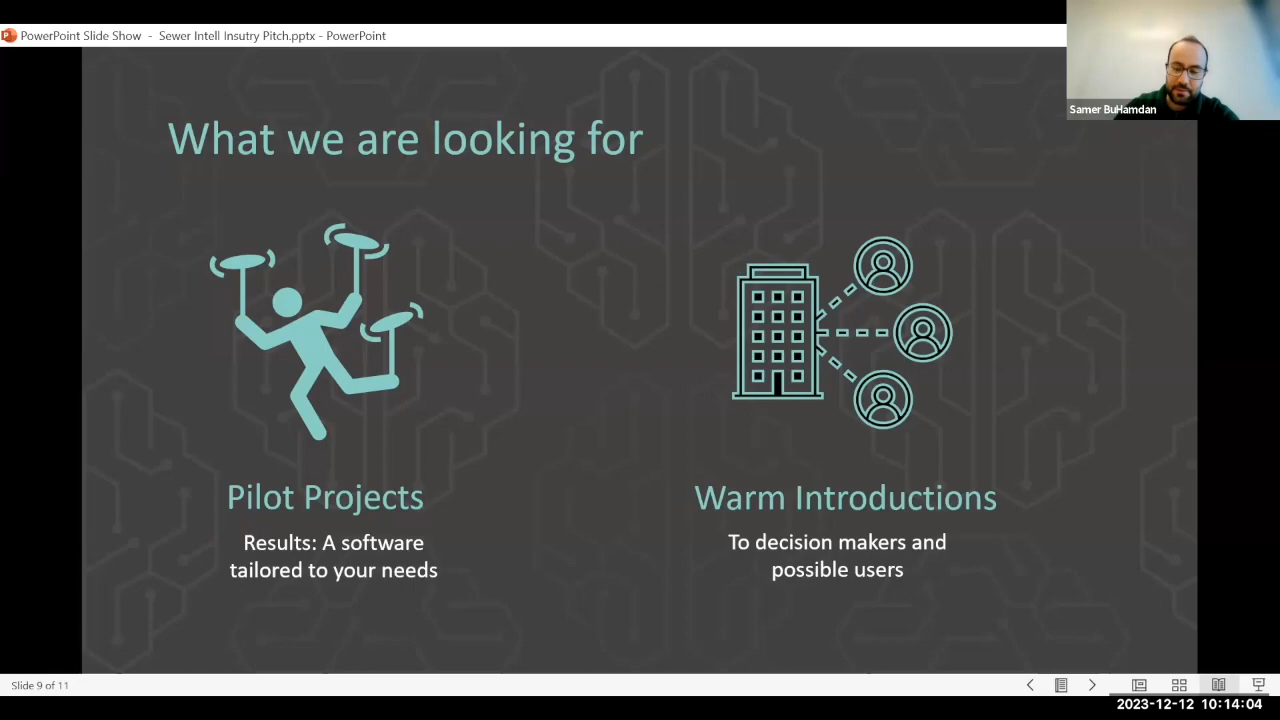 PowerPoint Slide Show - Sewer Intell Insutry Pitch.pptx - PowerPoint
Samer BuHamdan
What we are looking for
Pilot Projects
Results: A software
tailored to your needs
Warm Introductions
To decision makers and
possible users
Slide 9 of 11
2023-12-12 10:14:04